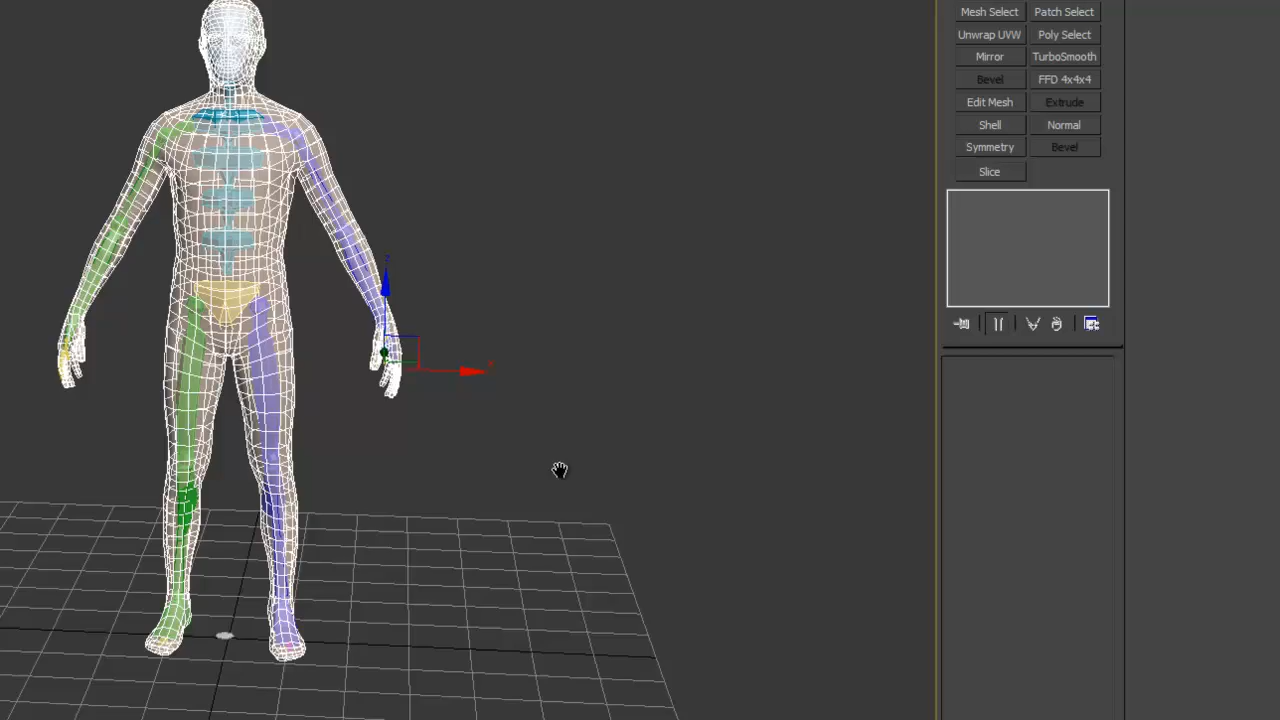 Mesh Select Patch Select
Unwrap UVW Poly Select
Mirror TurboSmooth
Bevel FFD 4x4x4
Edit Mesh Extrude
Shell Normal
Symmetry Bevel
Slice